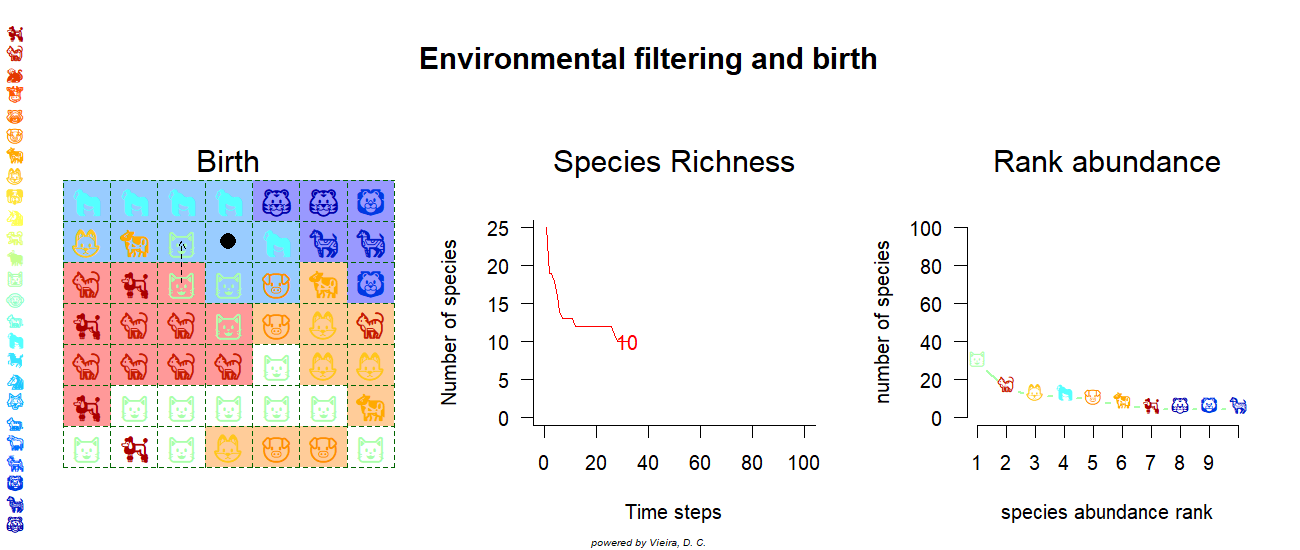 Environmental filtering and birth
Birth
Species Richness
Number of species
25
20
15
10
5
0
10
0 20 40 60 80 100
Time steps
Rank abundance
number of species
100
80
60
40
20
0
1 2 3 4 5 6 7 8 9
species abundance rank
powered by Vieira, D. C.